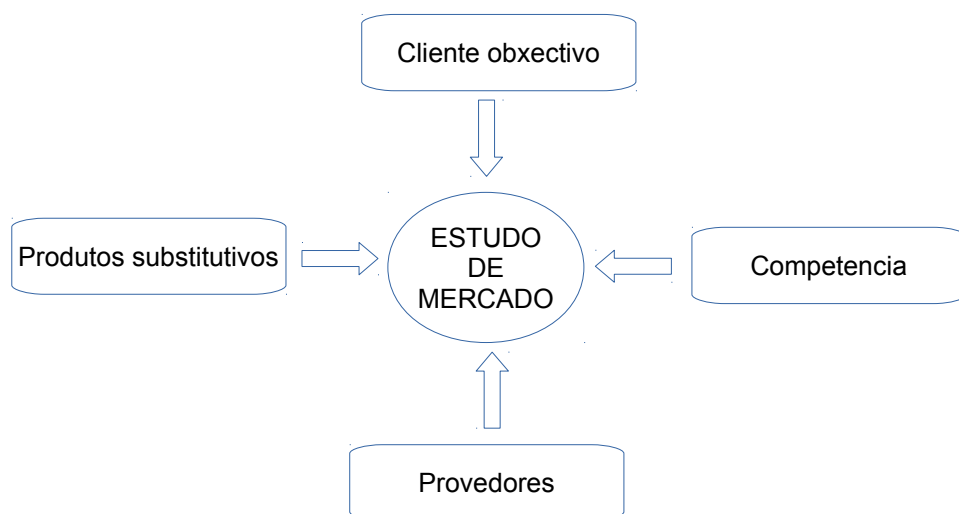 Cliente obxectivo
Produtos substitutivos
ESTUDO
DE
MERCADO
Competencia
Provedores